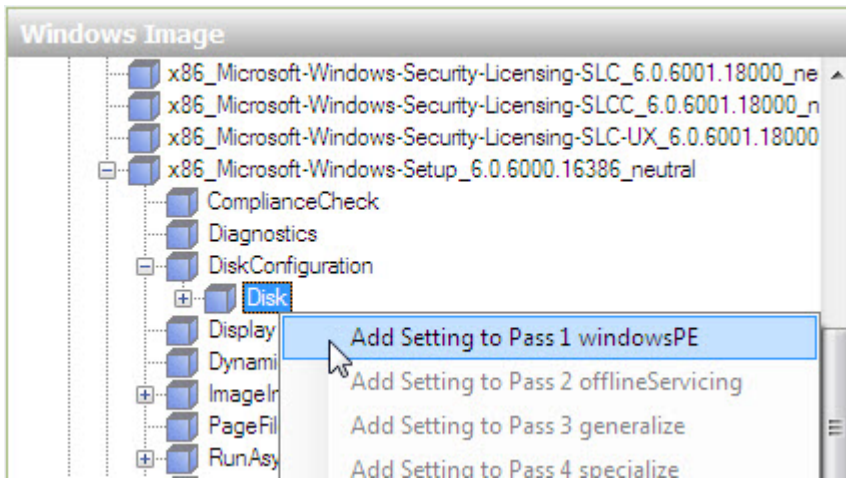 Windows Image
x86_Microsoft-Windows-Security-Licensing-SLC_6.0.6001.18000_ne
x86_Microsoft-Windows-Security-Licensing-SLCC_6.0.6001.18000_n
x86_Microsoft-Windows-Security-Licensing-SLC-UX_6.0.6001.18000
x86_Microsoft-Windows-Setup_6.0.6000.16386_neutral
ComplianceCheck
Diagnostics
DiskConfiguration
Disk
Display
Add Setting to Pass 1 windowsPE
Dynami
Add Setting to Pass 2 offlineServicing
ImageIn
PageFil
Add Setting to Pass 3 generalize
RunAsy
Add Setting to Pass 4 specialize